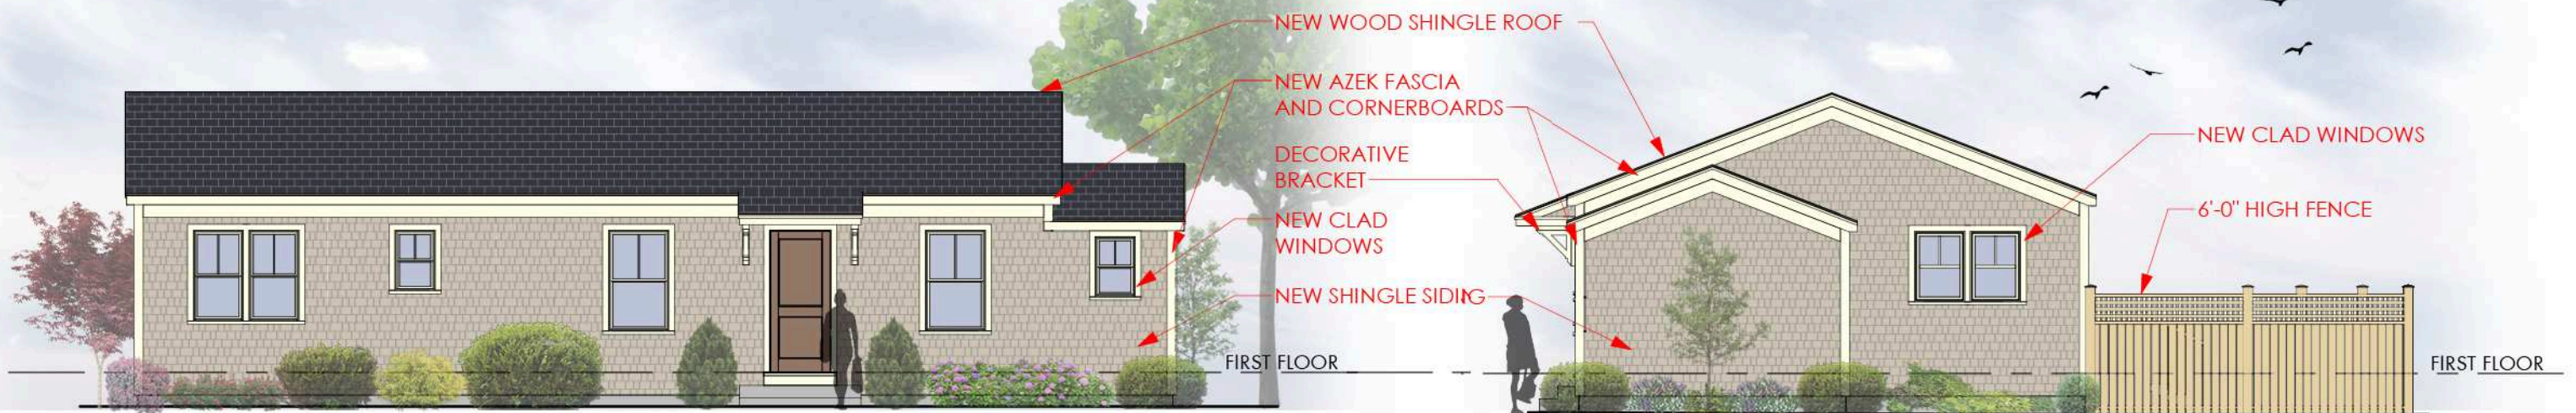 NEW WOOD SHINGLE ROOF
NEW AZEK FASCIA
AND CORNERBOARDS
DECORATIVE
BRACKET
NEW CLAD
WINDOWS
NEW SHINGLE SIDING
FIRST FLOOR
NEW CLAD WINDOWS
6'-0" HIGH FENCE
FIRST FLOOR